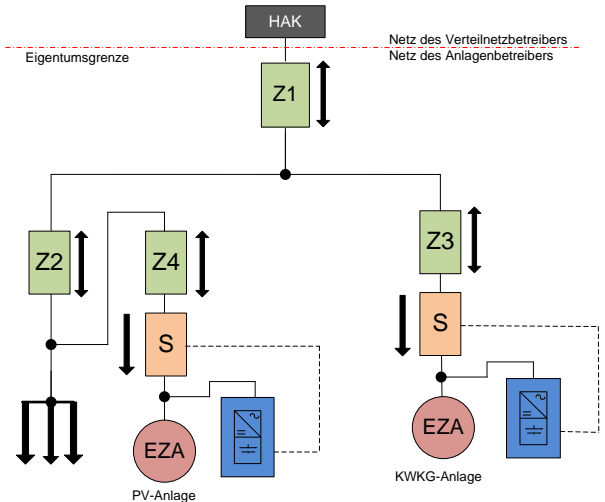 HAK
Netz des Verteilnetzbetreibers
Eigentumsgrenze
Netz des Anlagenbetreibers
Z1
Z2
Z4
Z3
S
S
EZA
EZA
PV-Anlage
KWKG-Anlage